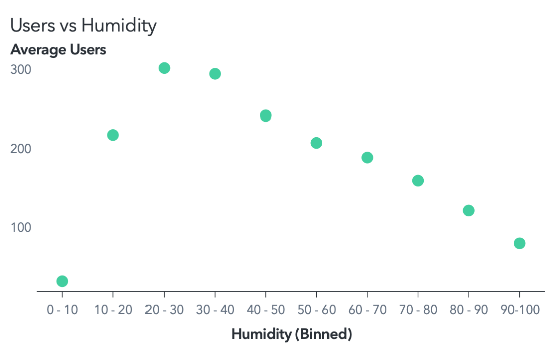 Users vs Humidity
Average Users
300
200
100
0 - 10 10 - 20 20 - 30 30 - 40 40 - 50 50 - 60 60 - 70 70 - 80 80 - 90 90-100
Humidity (Binned)